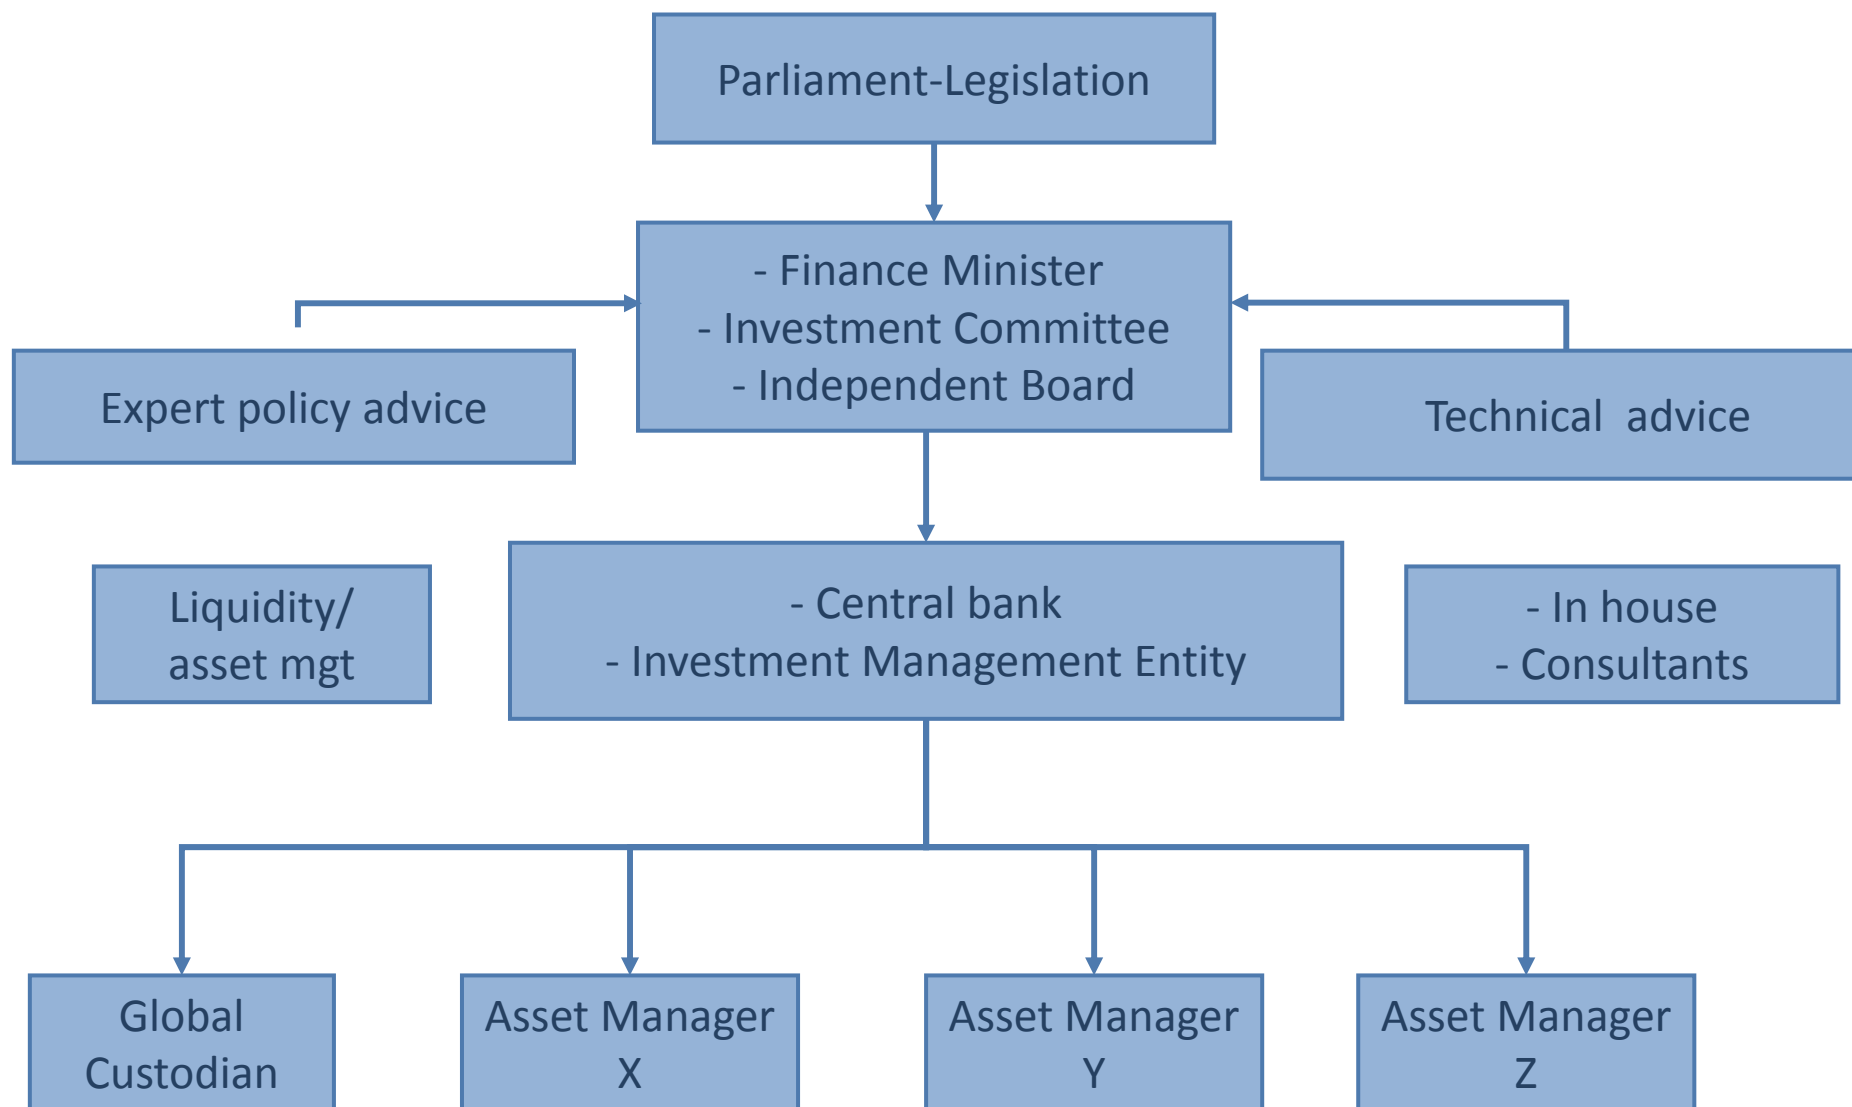 Parliament-Legislation
- Finance Minister
- Investment Committee
- Independent Board
Expert policy advice
Technical  advice
Liquidity/
asset mgt
- Central bank
- Investment Management Entity
- In house
- Consultants
Global
Custodian
Asset Manager
X
Asset Manager
Y
Asset Manager
Z